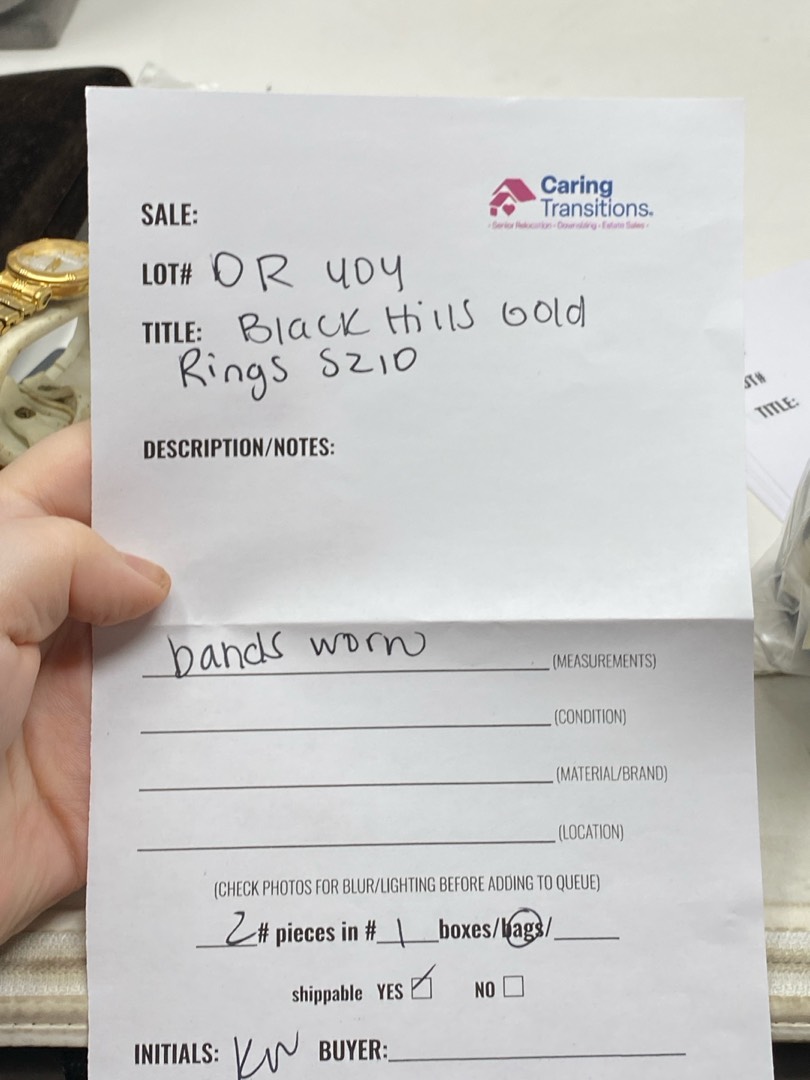 Caring
Transitions.
- Senior Relocation - Downsizing - Estate Sales -
SALE:
LOT# DR 404
TITLE: Black Hills Gold
Rings SZ10
DESCRIPTION/NOTES:
bands worn (MEASUREMENTS)
(CONDITION)
(MATERIAL/BRAND)
(LOCATION)
(CHECK PHOTOS FOR BLUR/LIGHTING BEFORE ADDING TO QUEUE)
2 # pieces in # 1 boxes/bags/
shippable YES NO
INITIALS: KW BUYER:
TITLE: